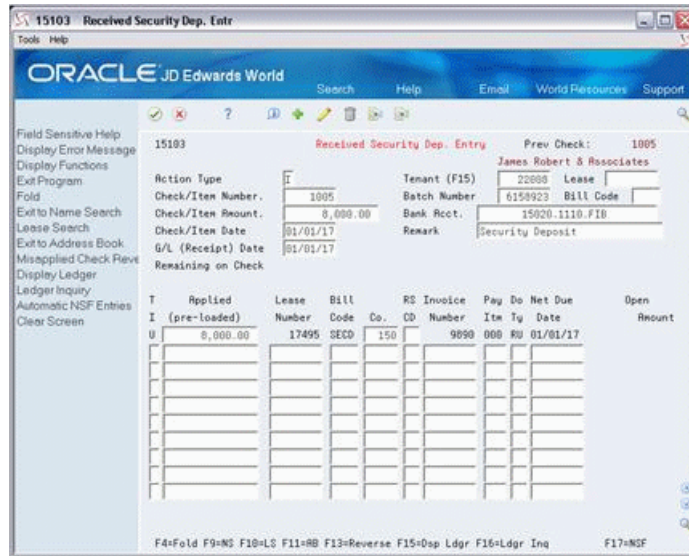 15103 Received Security Dep. Entr
Tools Help
ORACLE JD Edwards World
Search Help Email World Resources Support
Field Sensitive Help
Display Error Message
Display Functions
Exit Program
Fold
Exit to Name Search
Lease Search
Exit to Address Book
Misapplied Check Reve
Display Ledger
Ledger Inquiry
Automatic NSF Entries
Clear Screen
15103 Received Security Dep. Entry Prev Check: 1005
James Robert & Associates
Action Type I Tenant (F15) 22008 Lease
Check/Item Number. 1005 Batch Number 6158923 Bill Code
Check/Item Amount. 8,000.00 Bank Acct. 15020.1110.FIB
Check/Item Date 01/01/17 Remark Security Deposit
G/L (Receipt) Date 01/01/17
Remaining on Check
T Applied Lease Bill RS Invoice Pay Do Net Due Open
I (pre-loaded) Number Code Co. CD Number Itm Ty Date Amount
U 8,000.00 17495 SECD 150 9890 000 RU 01/01/17
F4=Fold F9=NS F10=LS F11=AB F13=Reverse F15=Dsp Ldgr F16=Ldgr Inq F17=NSF